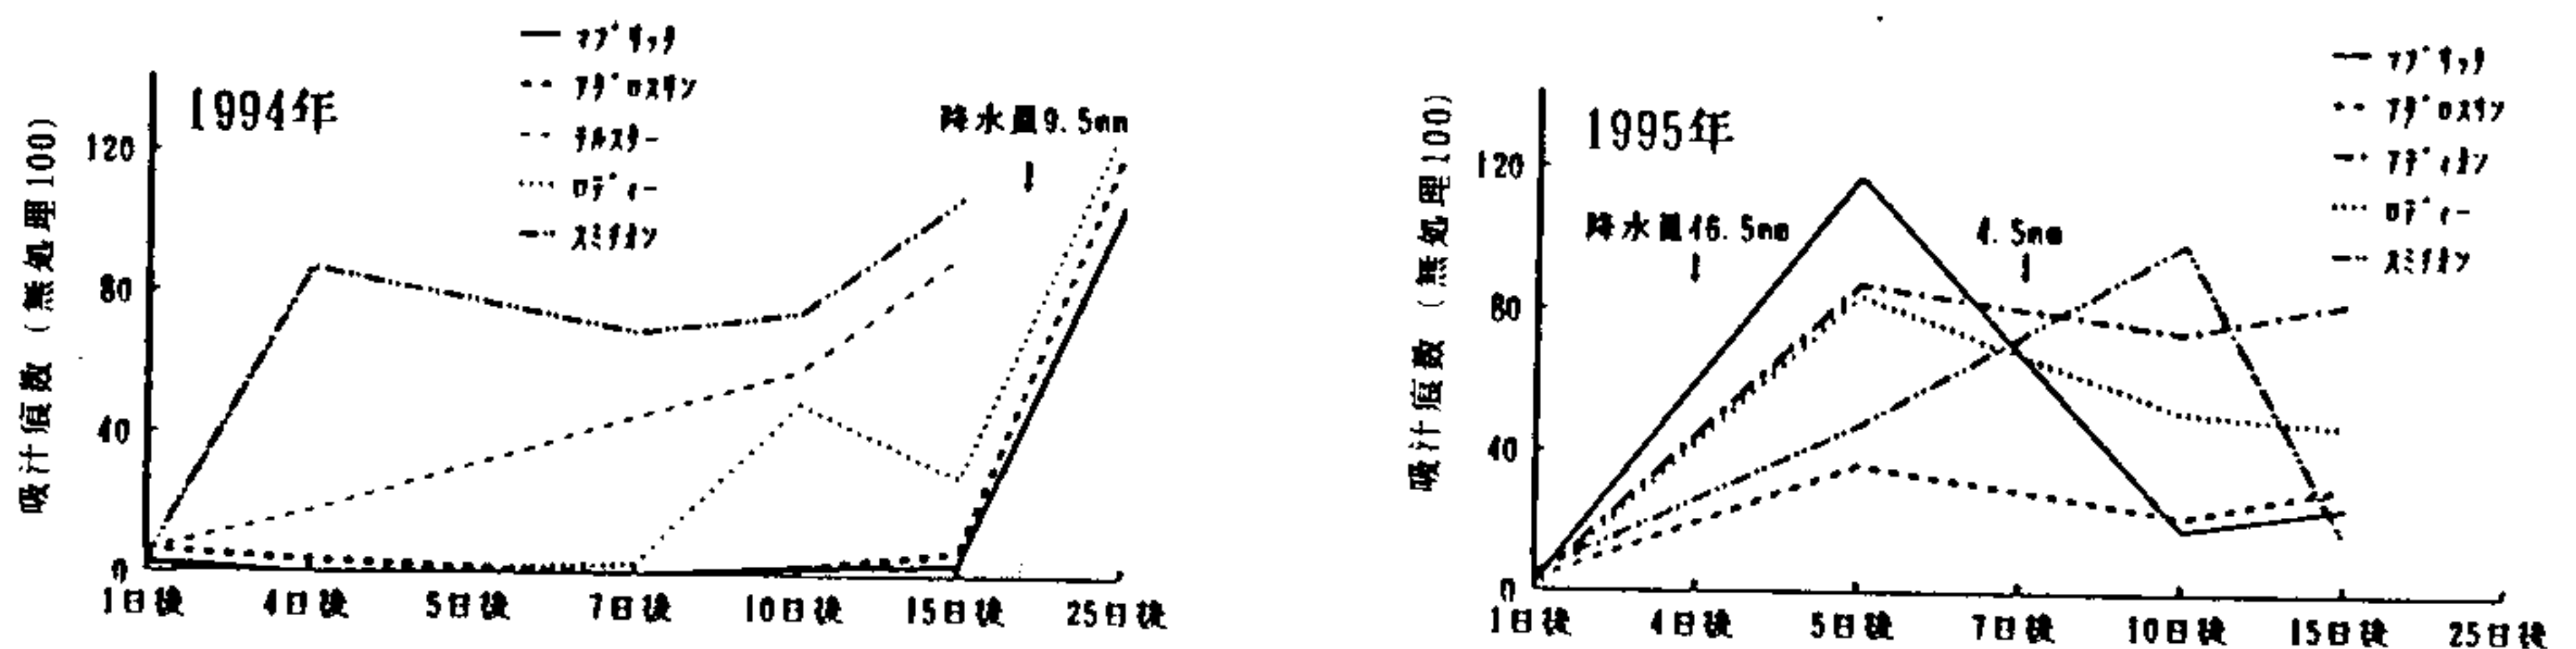 マブリック
アグロスリン
テルスター
ロディー
スミチオン
1994年
降水量9.5mm
吸汁痕数（無処理100）
120
80
40
0
1日後
4日後
5日後
7日後
10日後
15日後
25日後
マブリック
アグロスリン
アディオン
ロディー
スミチオン
1995年
降水量46.5mm
4.5mm
吸汁痕数（無処理100）
120
80
40
0
1日後
4日後
5日後
7日後
10日後
15日後
25日後